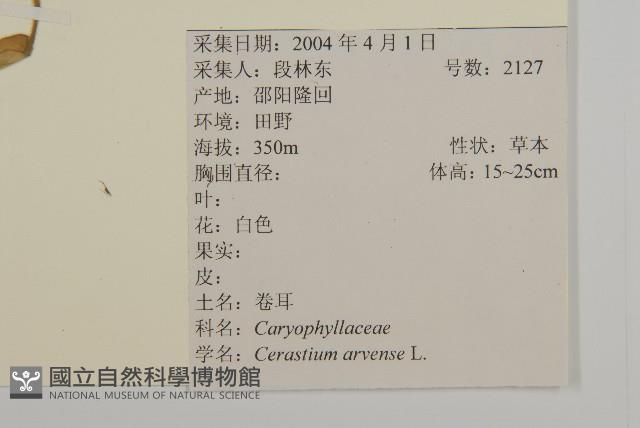 采集日期：2004 年 4 月 1 日
采集人：段林东 号数：2127
产地：邵阳隆回
环境：田野
海拔：350m 性状：草本
胸围直径： 体高：15~25cm
叶：
花：白色
果实：
皮：
土名：卷耳
科名：Caryophyllaceae
学名：Cerastium arvense L.
國立自然科學博物館
NATIONAL MUSEUM OF NATURAL SCIENCE